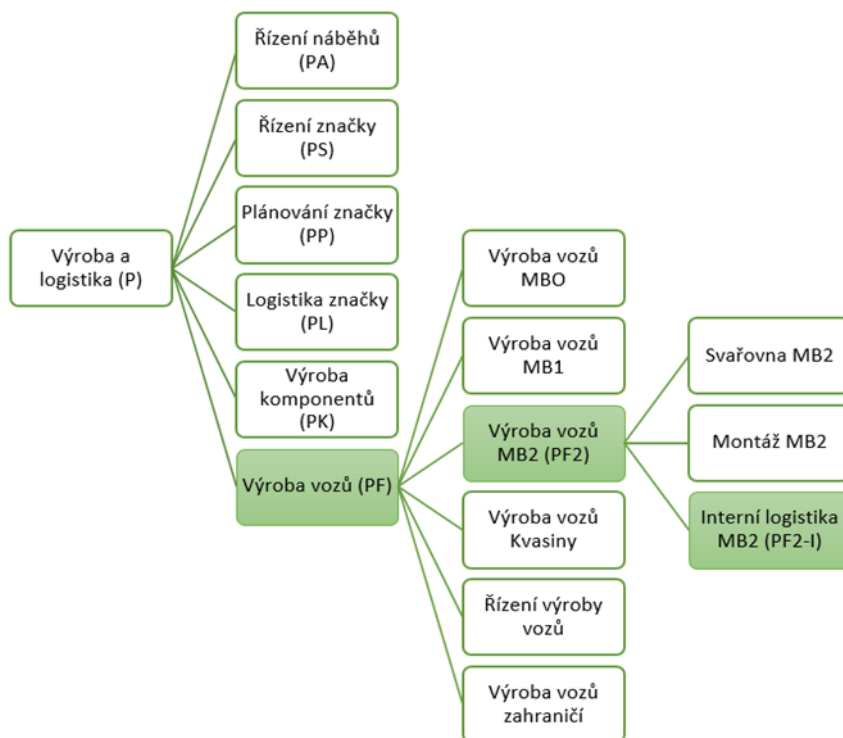 Řízení náběhů
(PA)
Řízení značky
(PS)
Plánování značky
(PP)
Výroba a
logistika (P)
Logistika značky
(PL)
Výroba
komponentů
(PK)
Výroba vozů (PF)
Výroba vozů
MBO
Výroba vozů
MB1
Výroba vozů
MB2 (PF2)
Výroba vozů
Kvasiny
Řízení výroby
vozů
Výroba vozů
zahraničí
Svařovna MB2
Montáž MB2
Interní logistika
MB2 (PF2-I)